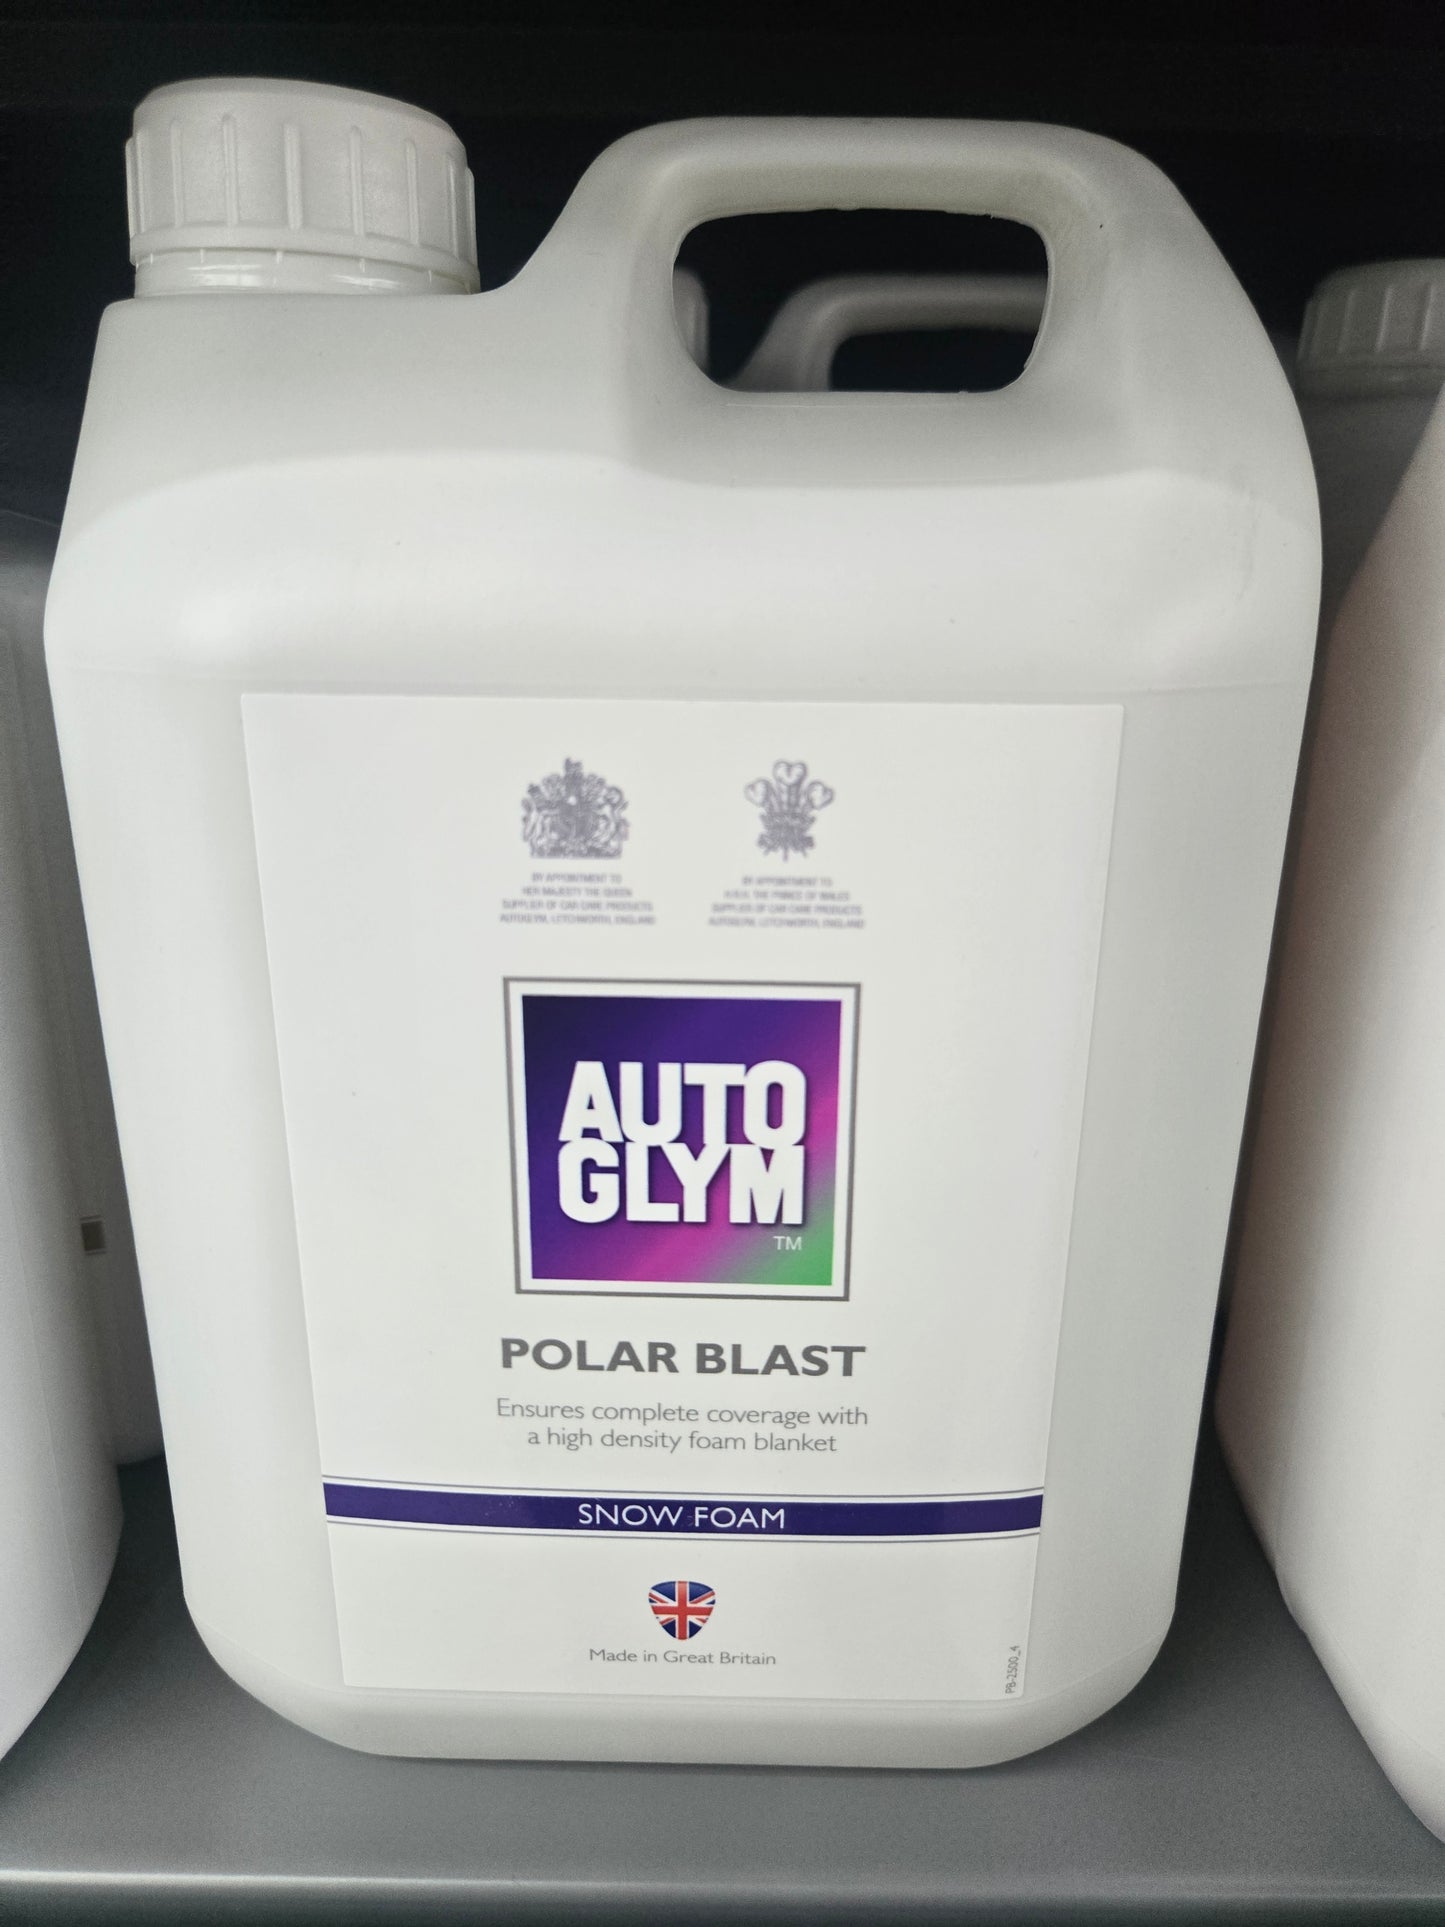 BY APPOINTMENT TO
HER MAJESTY THE QUEEN
SUPPLIER OF CAR CARE PRODUCTS
AUTOGLYM, LETCHWORTH, ENGLAND
BY APPOINTMENT TO
H.R.H. THE PRINCE OF WALES
SUPPLIER OF CAR CARE PRODUCTS
AUTOGLYM, LETCHWORTH, ENGLAND
AUTO
GLYM
TM
POLAR BLAST
Ensures complete coverage with
a high density foam blanket
SNOW FOAM
Made in Great Britain
PB-2500_4